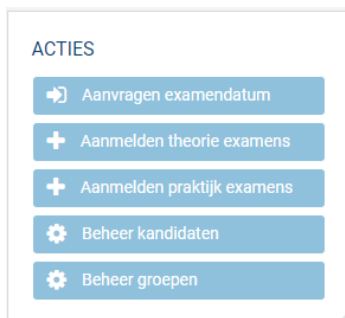 ACTIES
Aanvragen examendatum
Aanmelden theorie examens
Aanmelden praktijk examens
Beheer kandidaten
Beheer groepen